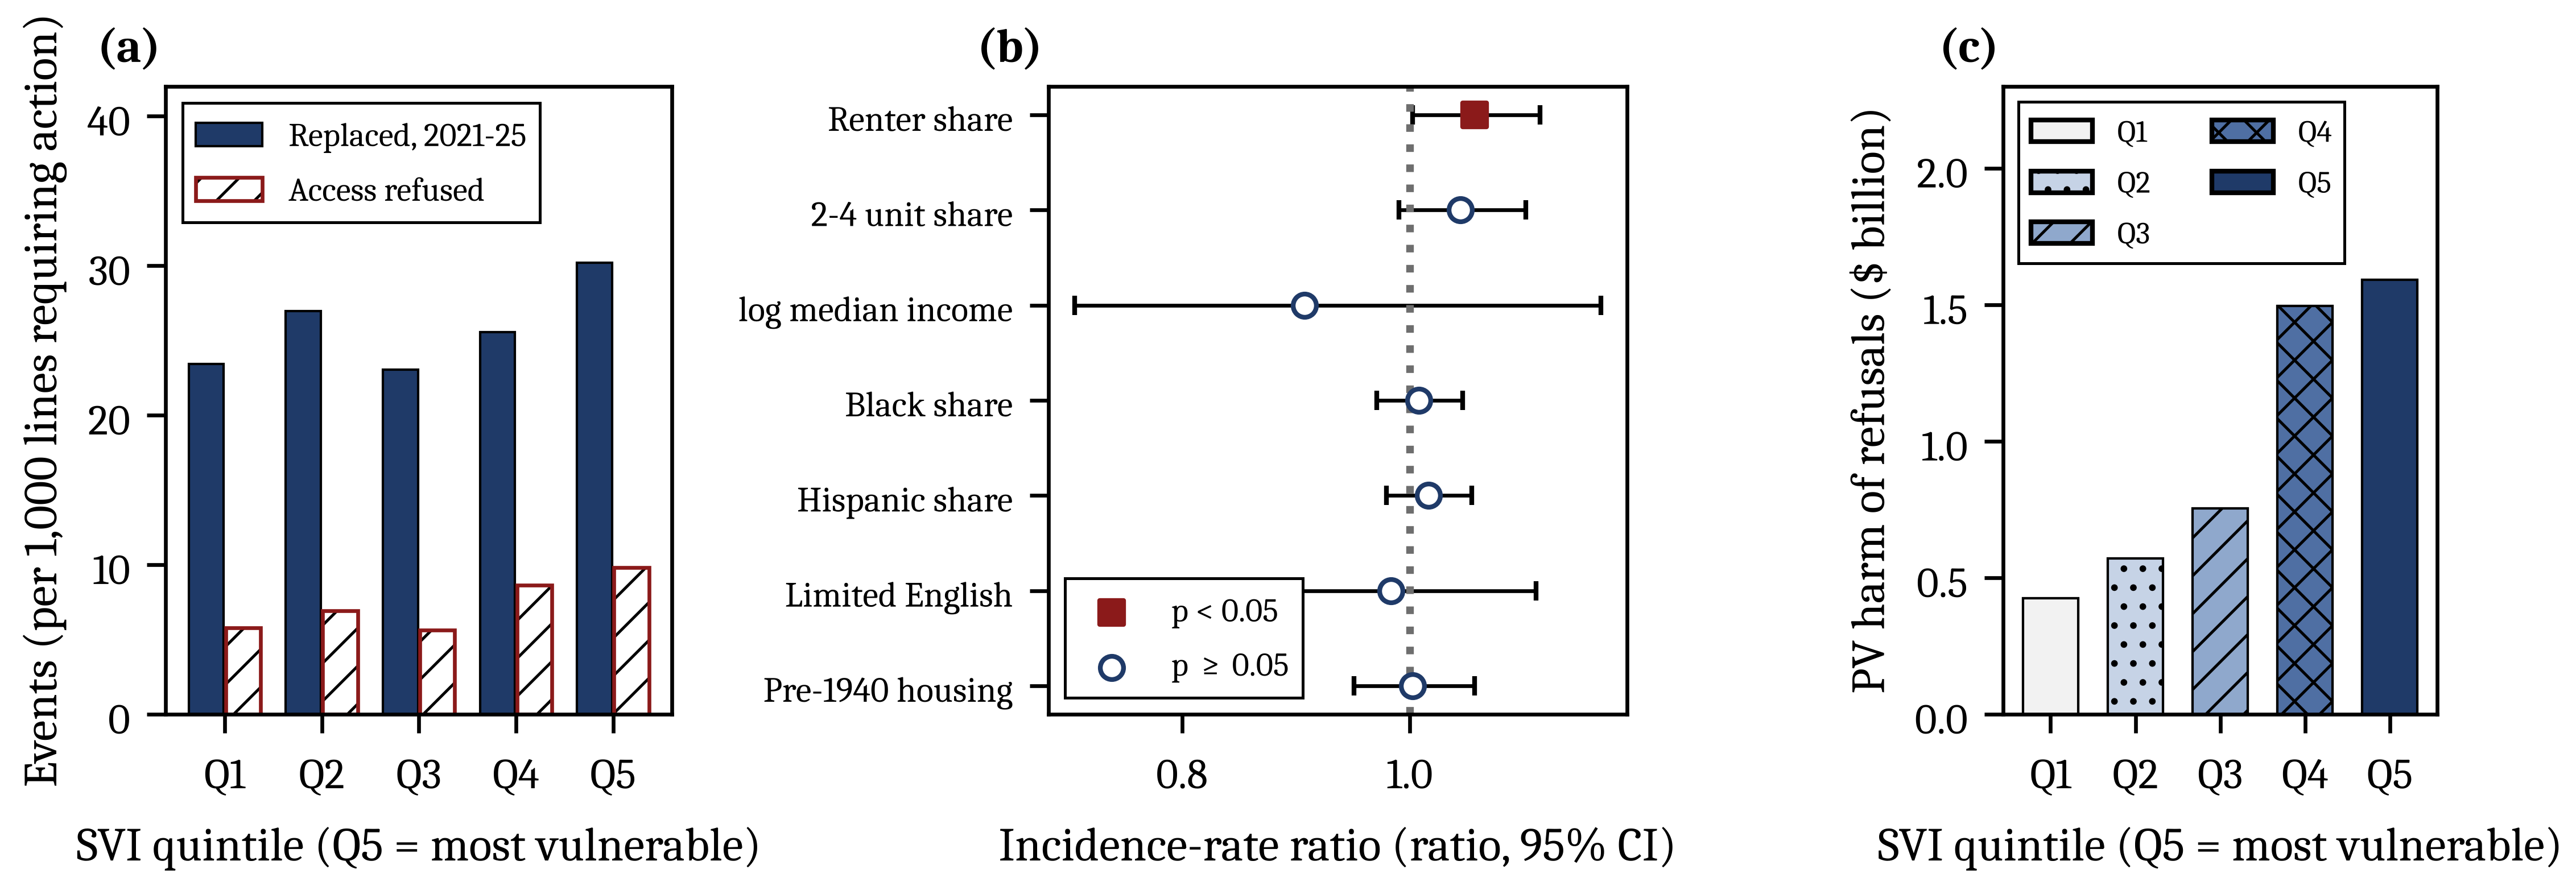 (a)
Events (per 1,000 lines requiring action)
40
30
20
10
0
Replaced, 2021-25
Access refused
Q1 Q2 Q3 Q4 Q5
SVI quintile (Q5 = most vulnerable)
(b)
Renter share
2-4 unit share
log median income
Black share
Hispanic share
Limited English
Pre-1940 housing
p < 0.05
p ≥ 0.05
0.8 1.0
Incidence-rate ratio (ratio, 95% CI)
(c)
PV harm of refusals ($ billion)
2.0
1.5
1.0
0.5
0.0
Q1 Q4
Q2 Q5
Q3
Q1 Q2 Q3 Q4 Q5
SVI quintile (Q5 = most vulnerable)